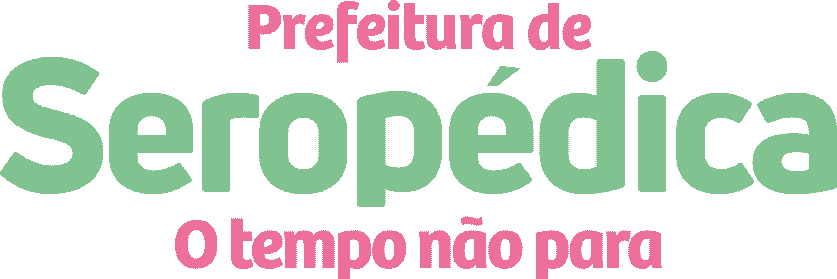 Prefeitura de
Seropédica
O tempo não para